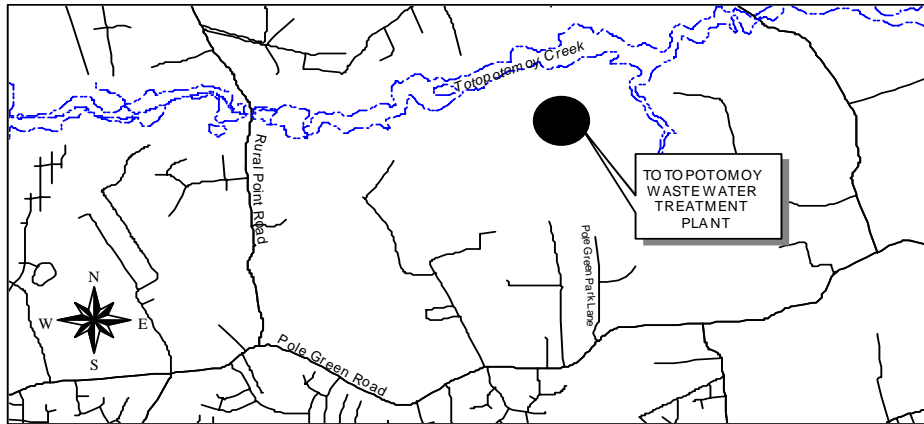 Totopotomoy Creek
Rural Point Road
TOTOPOTOMOY
WASTEWATER
TREATMENT
PLANT
Pole Green Park Lane
N
W E
S
Pole Green Road